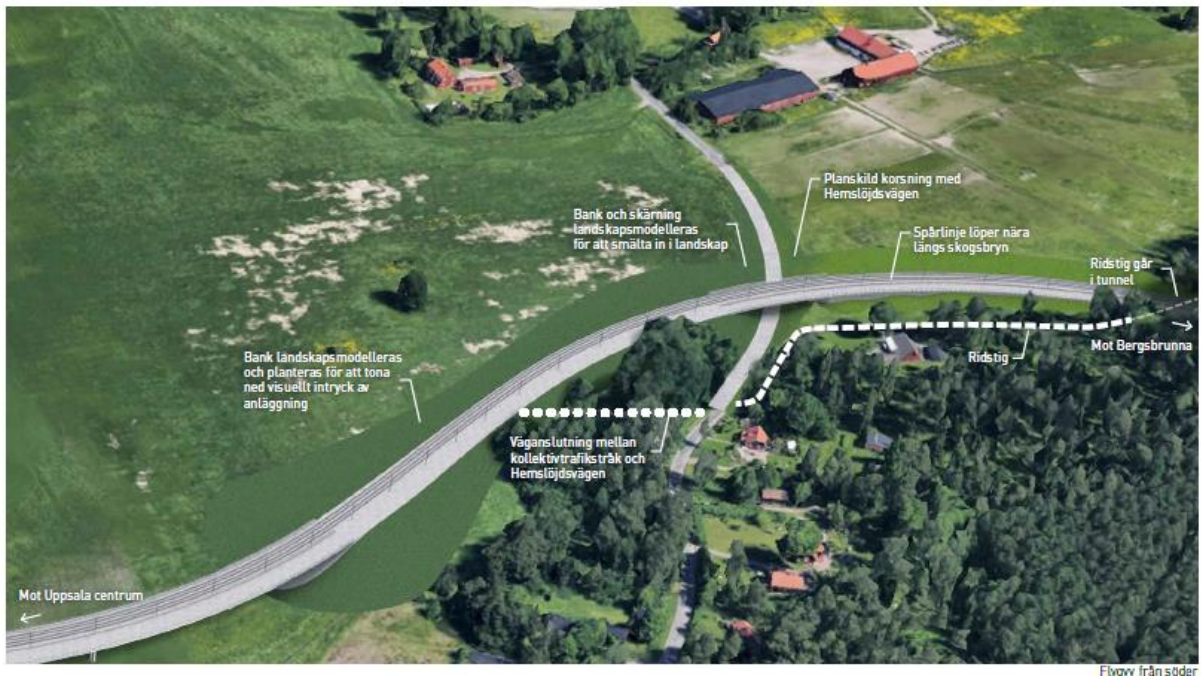 Planskild korsning med
Hemslöjdsvägen
Bank och skärning
landskapsmodelleras
för att smälta in i landskap
Spårlinje löper nära
längs skogsbryn
Ridstig går
i tunnel
Mot Bergsbrunna
Ridstig
Bank landskapsmodelleras
och planteras för att tona
ned visuellt intryck av
anläggning
Väganslutning mellan
kollektivtrafikstråk och
Hemslöjdsvägen
Mot Uppsala centrum
Flygvy från söder